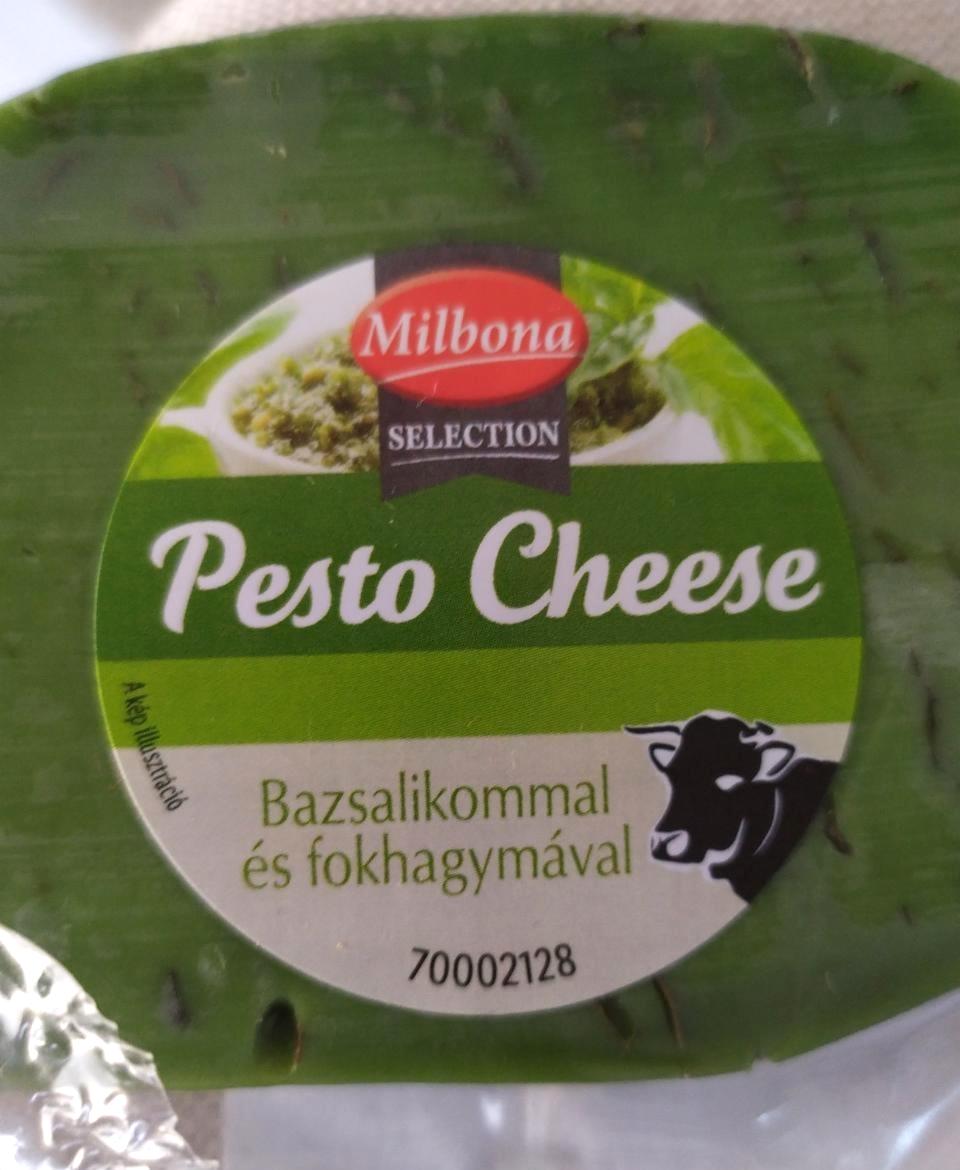 Milbona
SELECTION
Pesto Cheese
A kép illusztráció
Bazsalikommal
és fokhagymával
70002128